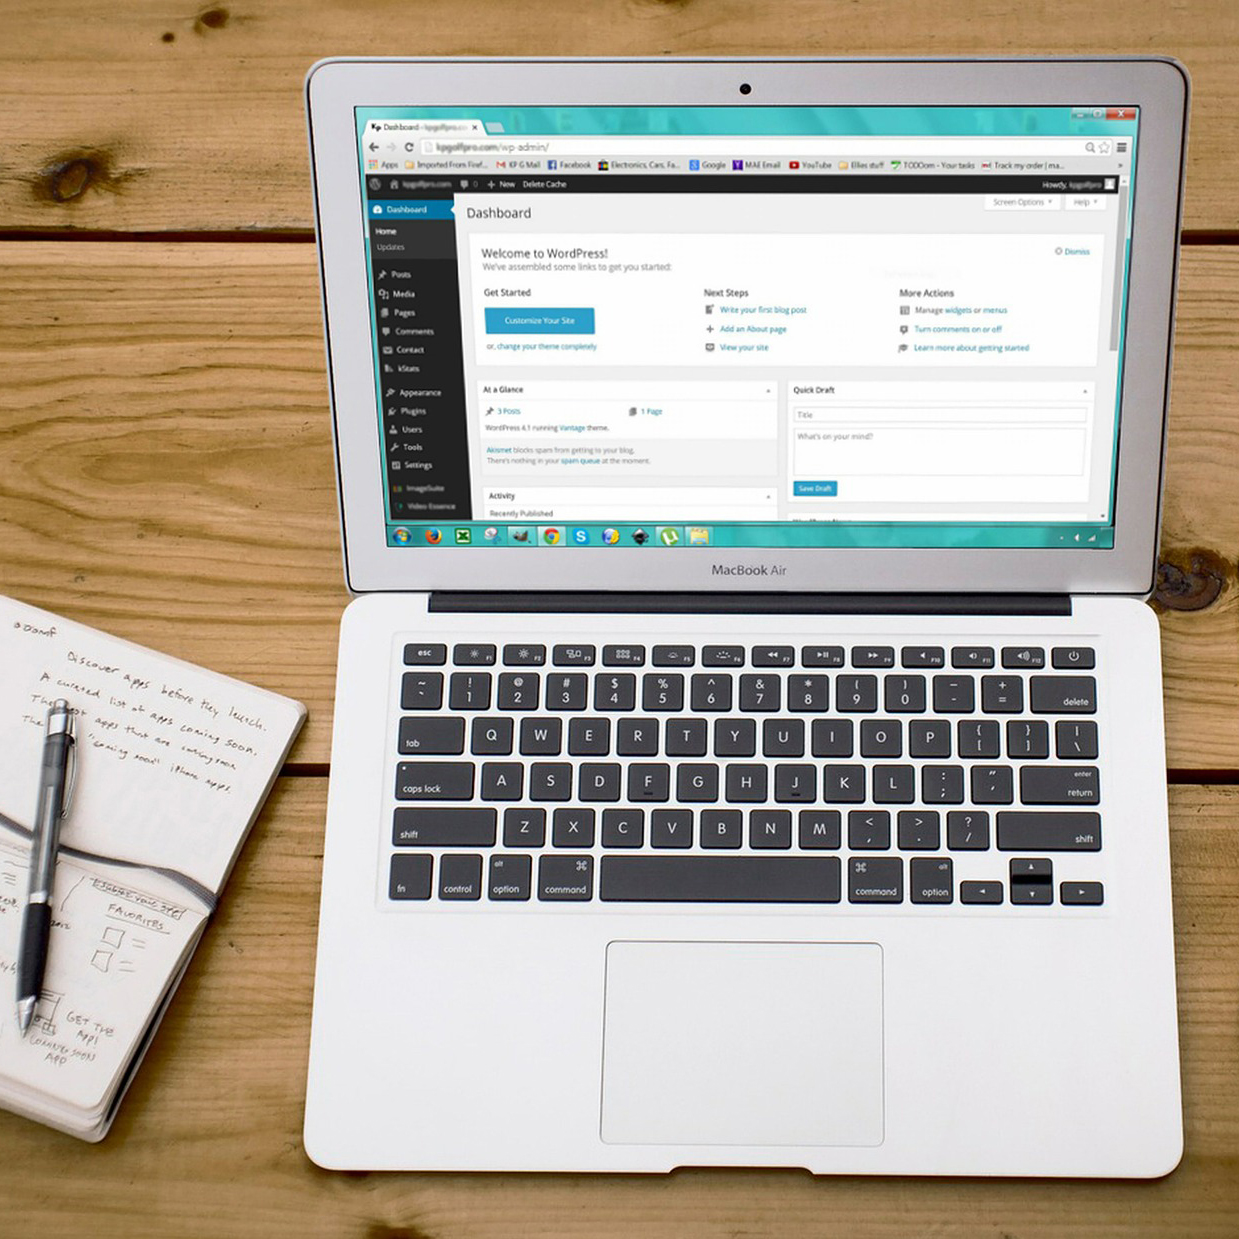 Dashboard - kpgolfpro.co
kpgolfpro.com/wp-admin/
Apps Imported From Firef... KP G Mail Facebook Electronics, Cars, Fa... Google MAE Email YouTube Ellies stuff TODOom - Your tasks Track my order | ma...
kpgolfpro.com 0 New Delete Cache Howdy, kpgolfpro
Dashboard
Screen Options Help
Home
Updates
Posts
Media
Pages
Comments
Contact
kStats
Appearance
Plugins
Users
Tools
Settings
ImageSuite
Video Essence
Dashboard
Welcome to WordPress!
Dismiss
We've assembled some links to get you started:
Get Started
Customize Your Site
or, change your theme completely
Next Steps
Write your first blog post
Add an About page
View your site
More Actions
Manage widgets or menus
Turn comments on or off
Learn more about getting started
At a Glance
3 Posts 1 Page
WordPress 4.1 running Vantage theme.
Akismet blocks spam from getting to your blog.
There's nothing in your spam queue at the moment.
Activity
Recently Published
Quick Draft
Title
What's on your mind?
Save Draft
MacBook Air
esc F1 F2 F3 F4 F5 F6 F7 F8 F9 F10 F11 F12
~ ! @ # $ % ^ & * ( ) - +
` 1 2 3 4 5 6 7 8 9 0 - = delete
tab Q W E R T Y U I O P { [ } ] | \
caps lock A S D F G H J K L : ; " ' enter return
shift Z X C V B N M < , > . ? / shift
fn control alt option ⌘ command ⌘ command alt option
Discover apps before they launch.
A curated list of apps coming soon.
apps that are coming soon
The "coming soon" iPhone apps.
FAVORITES
GET THE
APP!
COMING SOON
APP